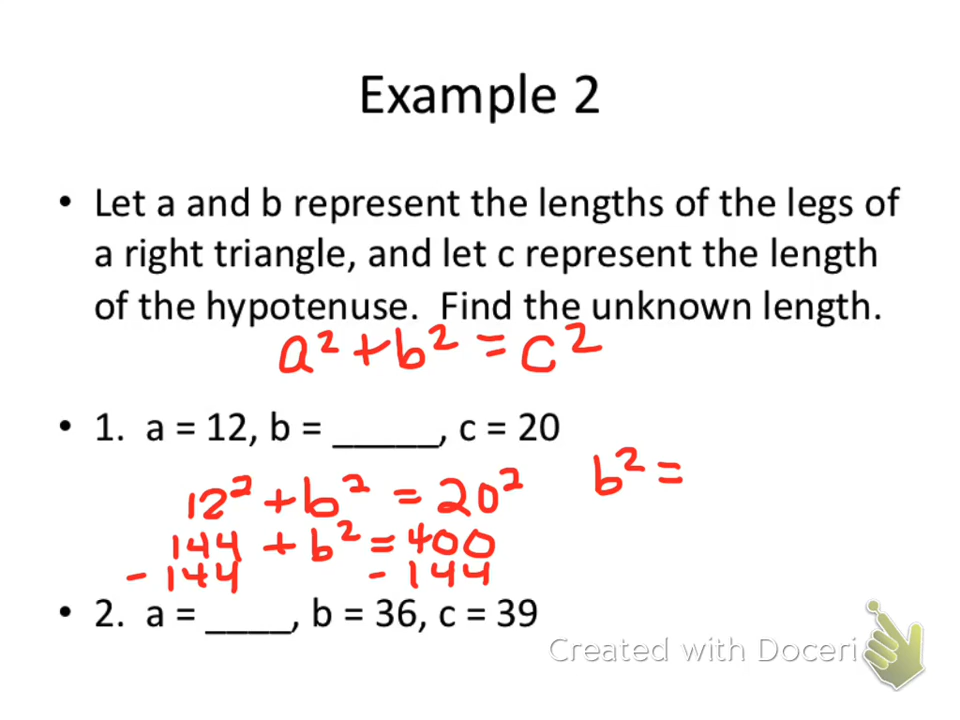 Example 2
• Let a and b represent the lengths of the legs of
a right triangle, and let c represent the length
of the hypotenuse. Find the unknown length.
a² + b² = c²
• 1. a = 12, b = _____, c = 20
12² + b² = 20² b² =
144 + b² = 400
- 144 - 144
• 2. a = ____, b = 36, c = 39
Created with Doceri